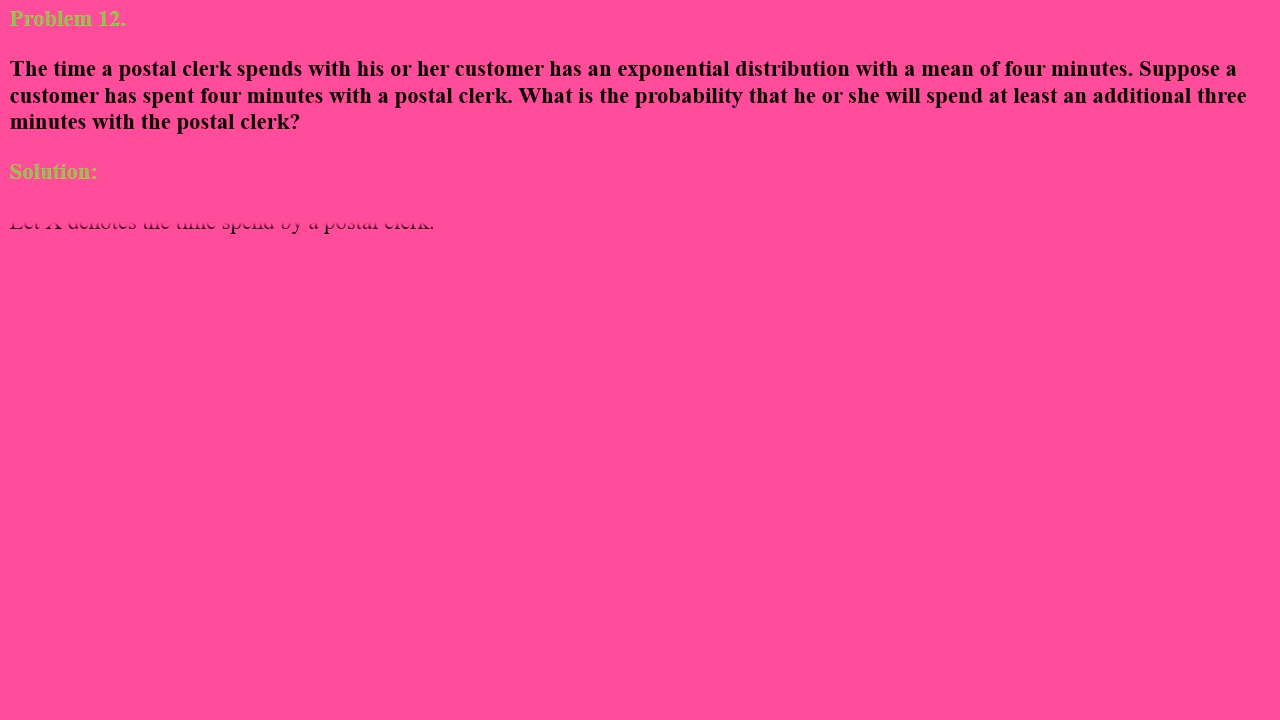 Problem 12.
The time a postal clerk spends with his or her customer has an exponential distribution with a mean of four minutes. Suppose a
customer has spent four minutes with a postal clerk. What is the probability that he or she will spend at least an additional three
minutes with the postal clerk?
Solution:
Let X denotes the time spend by a postal clerk.